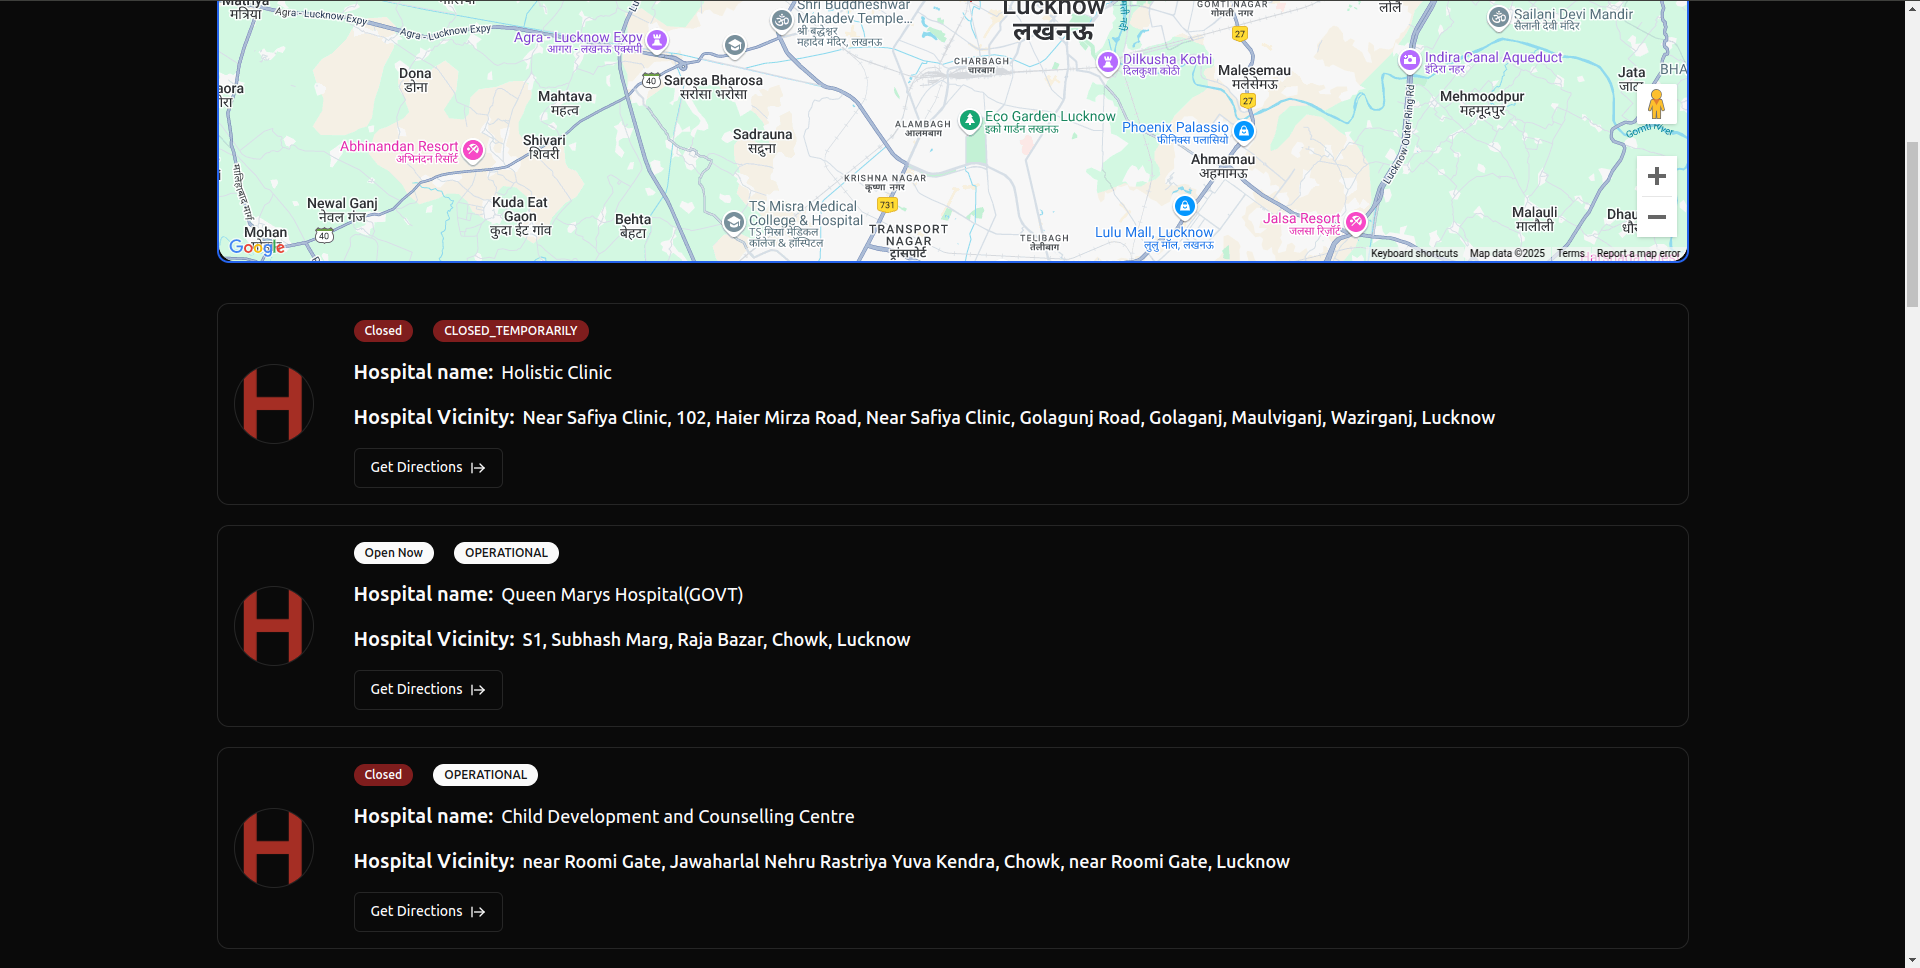 Lucknow
लखनऊ
मत्रिया
Agra - Lucknow Expy
Agra - Lucknow Expy
Agra - Lucknow Expy
आगरा - लखनऊ एक्सपी
Shri Buddheshwar
Mahadev Temple...
श्री बुद्धेश्वर
महादेव मंदिर, लखनऊ
GOMTI NAGAR
गोमती नगर
27
Sailani Devi Mandir
सैलानी देवी मंदिर
Dona
डोना
40
Sarosa Bharosa
सरोसा भरोसा
CHARBAGH
चारबाग
Dilkusha Kothi
दिलकुशा कोठी
Malesemau
मलेसेमऊ
27
Indira Canal Aqueduct
इंदिरा नहर
Jata
BHA
Mahtava
महत्व
Mehmoodpur
महमूदपुर
Gomti River
Sadrauna
सद्रुना
ALAMBAGH
आलमबाग
Eco Garden Lucknow
इको गार्डन लखनऊ
Phoenix Palassio
फीनिक्स पलासियो
Lucknow Outer Ring Rd
Abhinandan Resort
अभिनंदन रिसॉर्ट
Shivari
शिवरी
Ahmamau
अहमामऊ
KRISHNA NAGAR
कृष्णा नगर
731
Newal Ganj
नेवल गंज
Kuda Eat
Gaon
कुदा ईट गांव
Behta
बेहटा
TS Misra Medical
College & Hospital
टि एस मिस्रा मेडिकल
कॉलेज & हॉस्पिटल
TRANSPORT
NAGAR
ट्रांसपोर्ट
TELIBAGH
तेलीबाग
Lulu Mall, Lucknow
लुलु मॉल, लखनऊ
Jalsa Resort
जलसा रिज़ॉर्ट
Malauli
मालौली
Mohan
40
Google
Keyboard shortcuts Map data ©2025 Terms Report a map error
Closed CLOSED_TEMPORARILY
Hospital name: Holistic Clinic
Hospital Vicinity: Near Safiya Clinic, 102, Haier Mirza Road, Near Safiya Clinic, Golagunj Road, Golaganj, Maulviganj, Wazirganj, Lucknow
Get Directions
H
Open Now OPERATIONAL
Hospital name: Queen Marys Hospital(GOVT)
Hospital Vicinity: S1, Subhash Marg, Raja Bazar, Chowk, Lucknow
Get Directions
H
Closed OPERATIONAL
Hospital name: Child Development and Counselling Centre
Hospital Vicinity: near Roomi Gate, Jawaharlal Nehru Rastriya Yuva Kendra, Chowk, near Roomi Gate, Lucknow
Get Directions
H